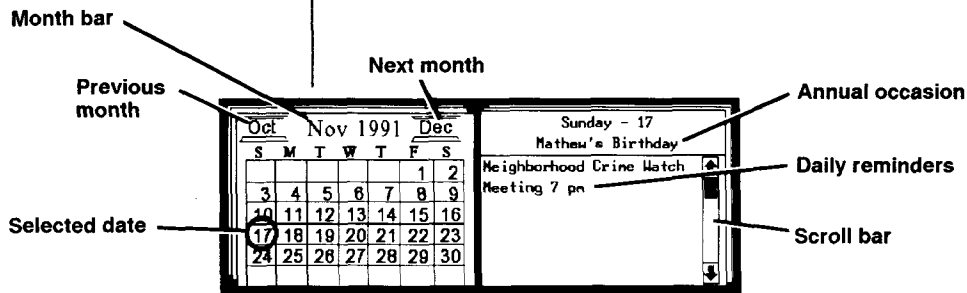 Month bar
Previous
month
Next month
Annual occasion
Daily reminders
Selected date
Scroll bar
Oct Nov 1991 Dec
S M T W T F S
1 2
3 4 5 6 7 8 9
10 11 12 13 14 15 16
17 18 19 20 21 22 23
24 25 26 27 28 29 30
Sunday - 17
Mathew's Birthday
Neighborhood Crime Watch
Meeting 7 pm